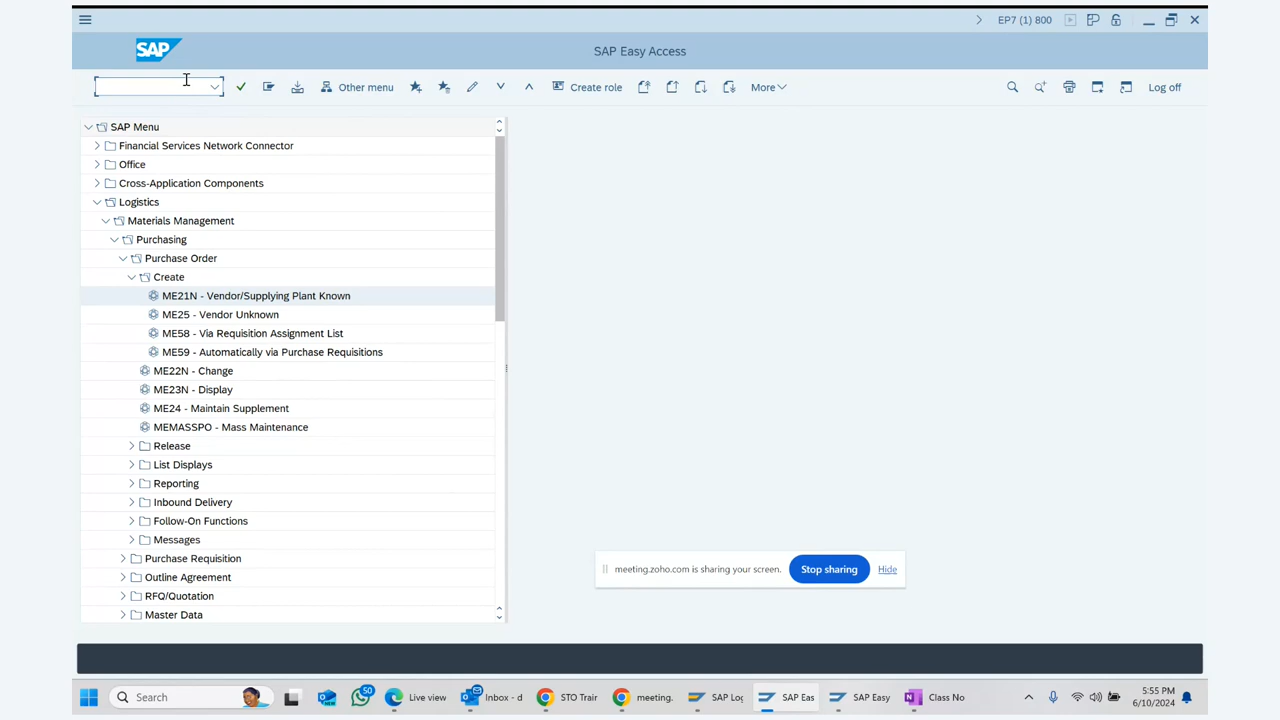 EP7 (1) 800
SAP
SAP Easy Access
Other menu
Create role
More
Log off
SAP Menu
Financial Services Network Connector
Office
Cross-Application Components
Logistics
Materials Management
Purchasing
Purchase Order
Create
ME21N - Vendor/Supplying Plant Known
ME25 - Vendor Unknown
ME58 - Via Requisition Assignment List
ME59 - Automatically via Purchase Requisitions
ME22N - Change
ME23N - Display
ME24 - Maintain Supplement
MEMASSPO - Mass Maintenance
Release
List Displays
Reporting
Inbound Delivery
Follow-On Functions
Messages
Purchase Requisition
Outline Agreement
RFQ/Quotation
Master Data
meeting.zoho.com is sharing your screen.
Stop sharing
Hide
Search
50
Live view
Inbox - d
STO Trair
meeting.
SAP Log
SAP Eas
SAP Easy
Class No
5:55 PM
6/10/2024